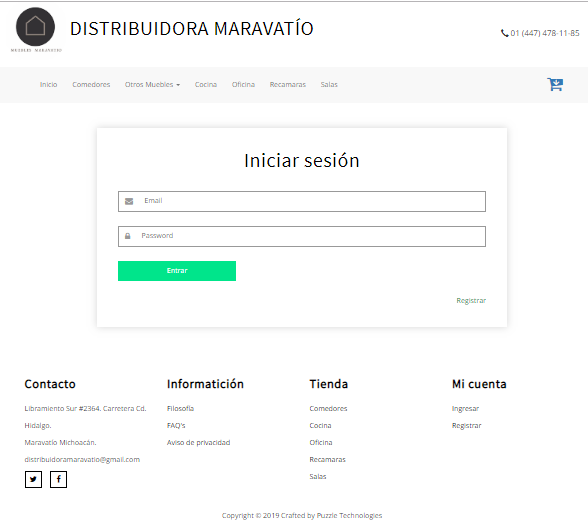 MUEBLES MARAVATÍO
DISTRIBUIDORA MARAVATÍO
01 (447) 478-11-85
Inicio Comedores Otros Muebles Cocina Oficina Recamaras Salas
Iniciar sesión
Email
Password
Entrar
Registrar
Contacto
Libramiento Sur #2364. Carretera Cd.
Hidalgo.
Maravatío Michoacán.
distribuidoramaravatio@gmail.com
Informatición
Filosofía
FAQ's
Aviso de privacidad
Tienda
Comedores
Cocina
Oficina
Recamaras
Salas
Mi cuenta
Ingresar
Registrar
Copyright © 2019 Crafted by Puzzle Technologies